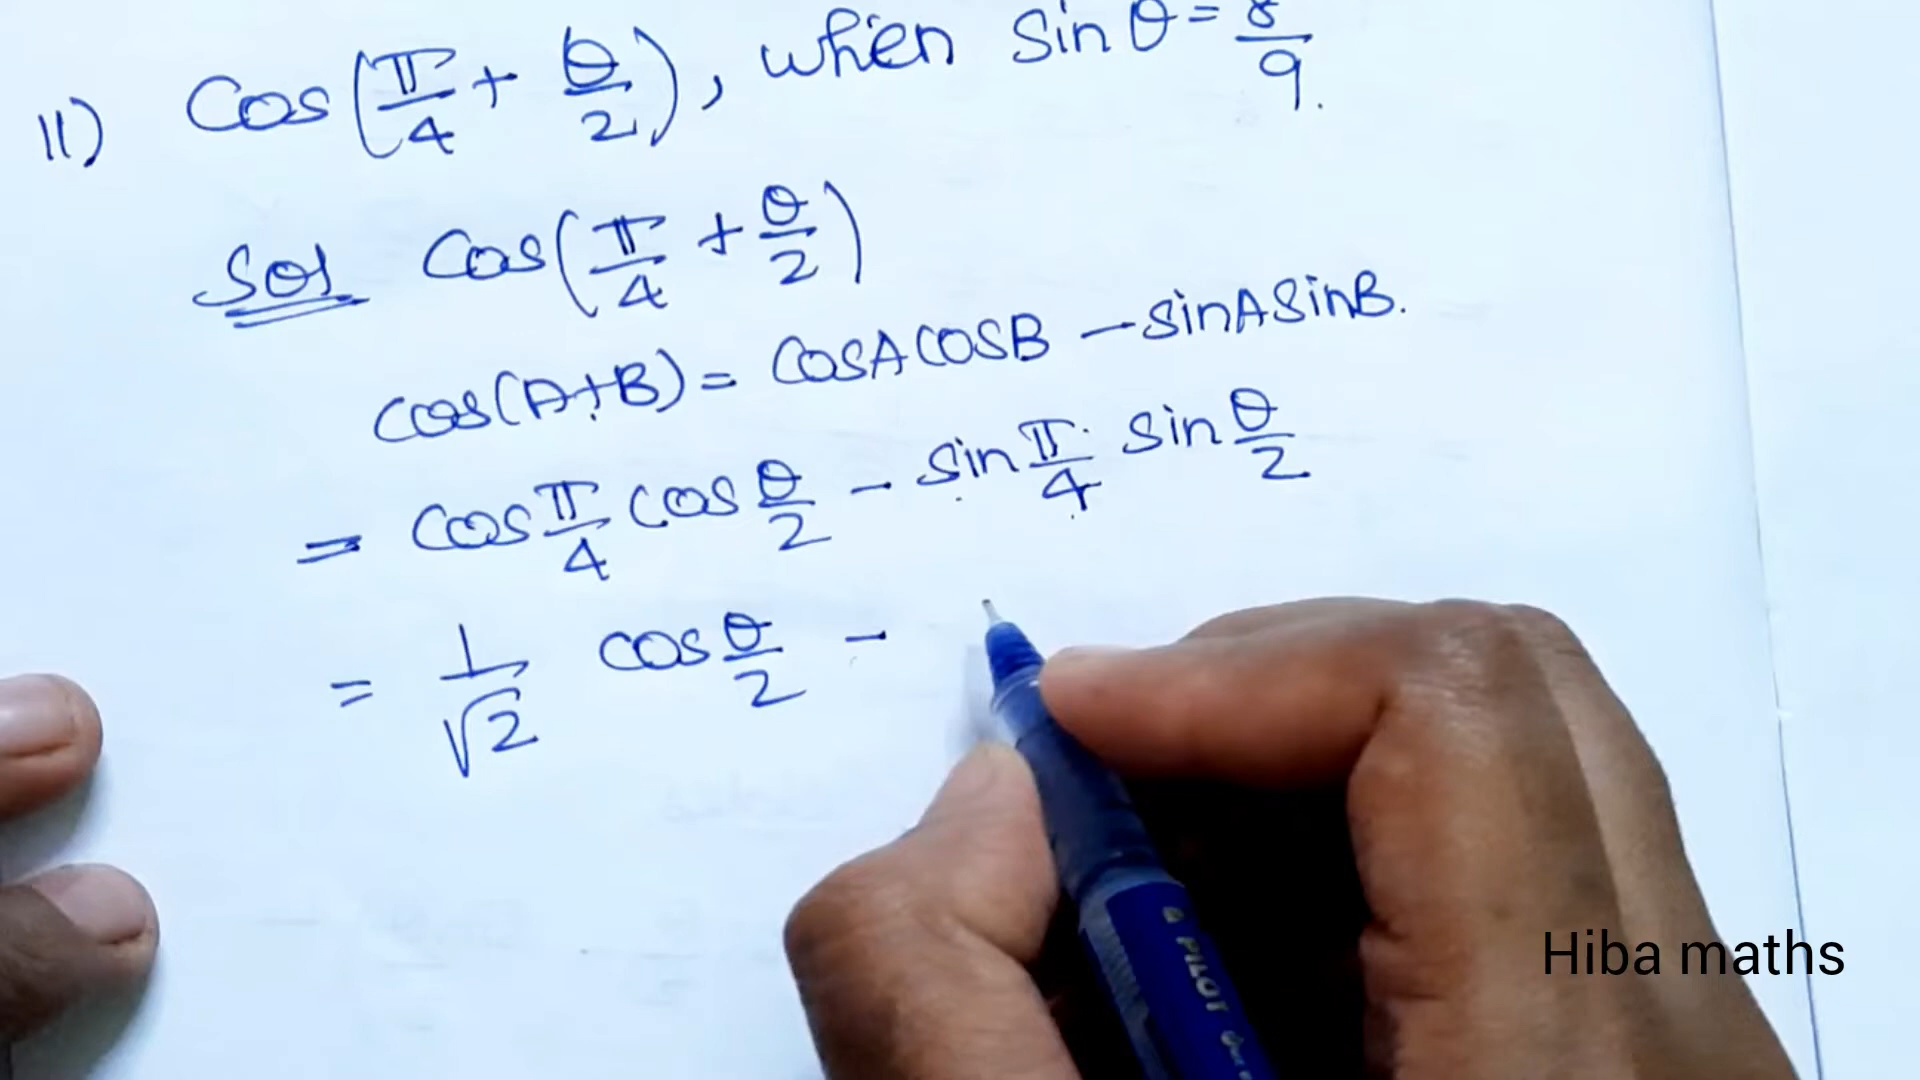 11) Cos(π/4 + θ/2), when sin θ = 8/9.
Sol Cos(π/4 + θ/2)
cos(A+B) = COSA COSB - sinA sinB.
= cos π/4 cos θ/2 - sin π/4 sin θ/2
= 1/√2 cos θ/2 -
PILOT
Hiba maths